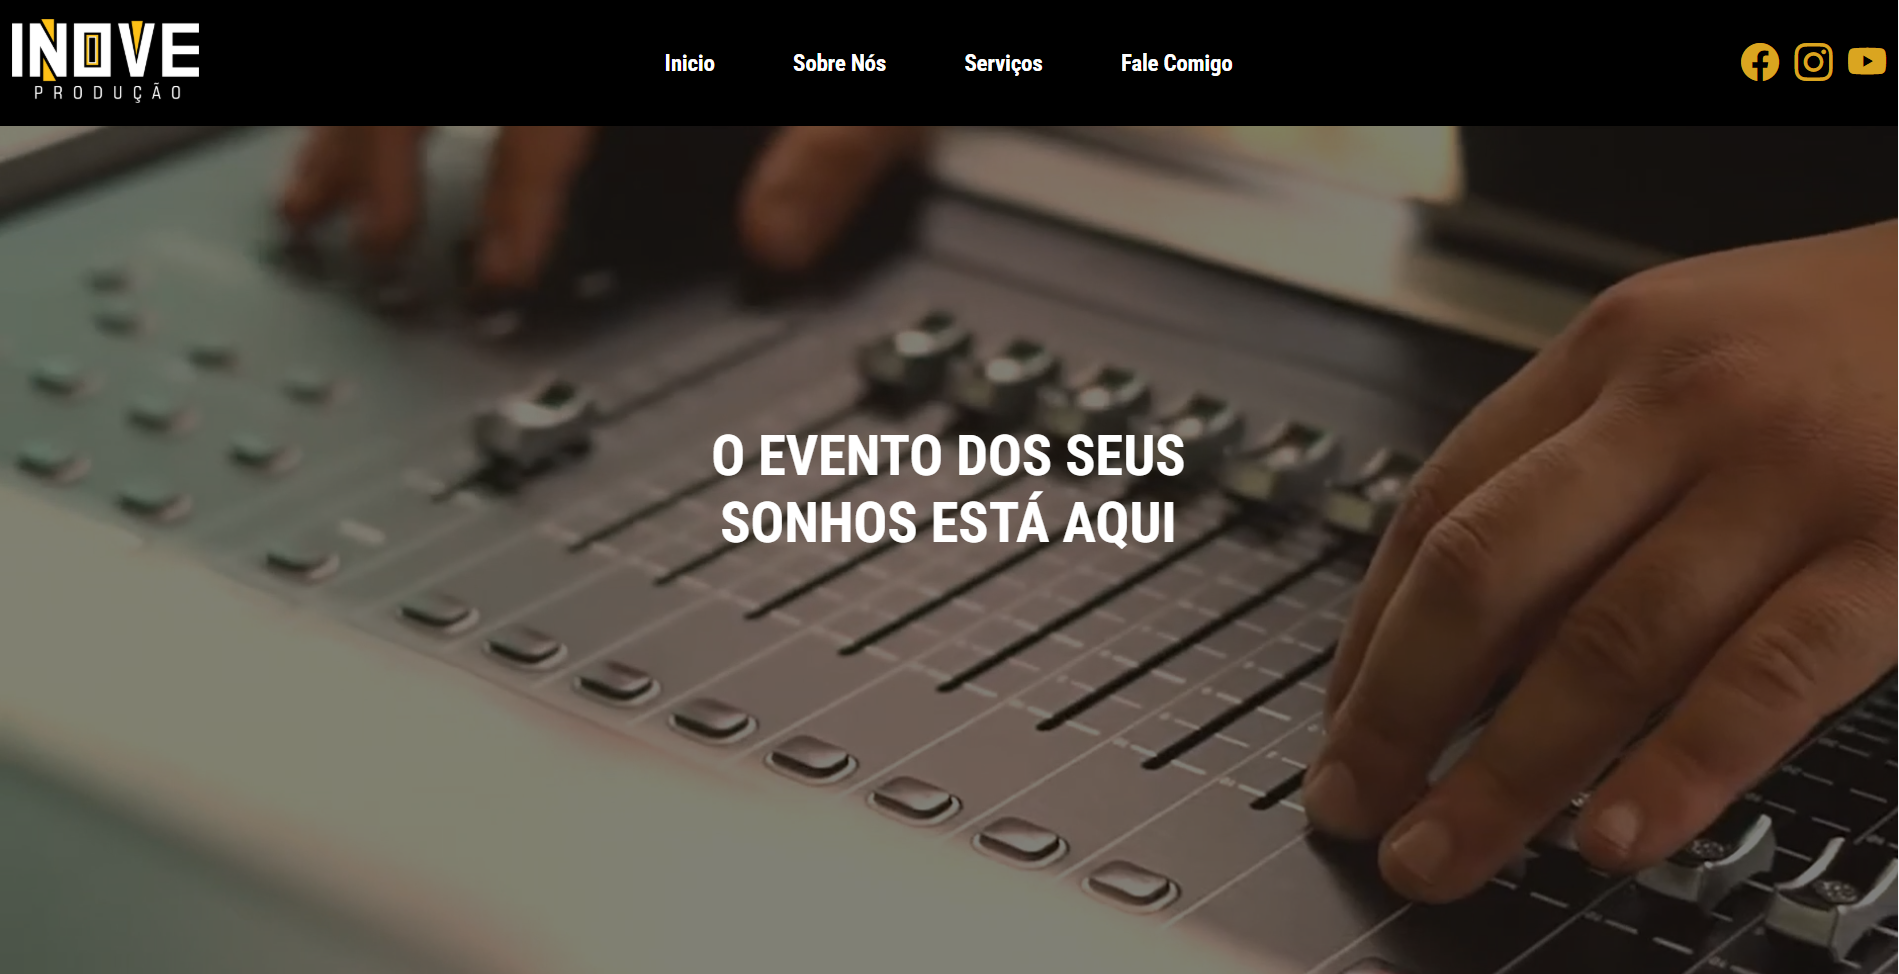 INOVE
PRODUÇÃO
Inicio
Sobre Nós
Serviços
Fale Comigo
O EVENTO DOS SEUS
SONHOS ESTÁ AQUI